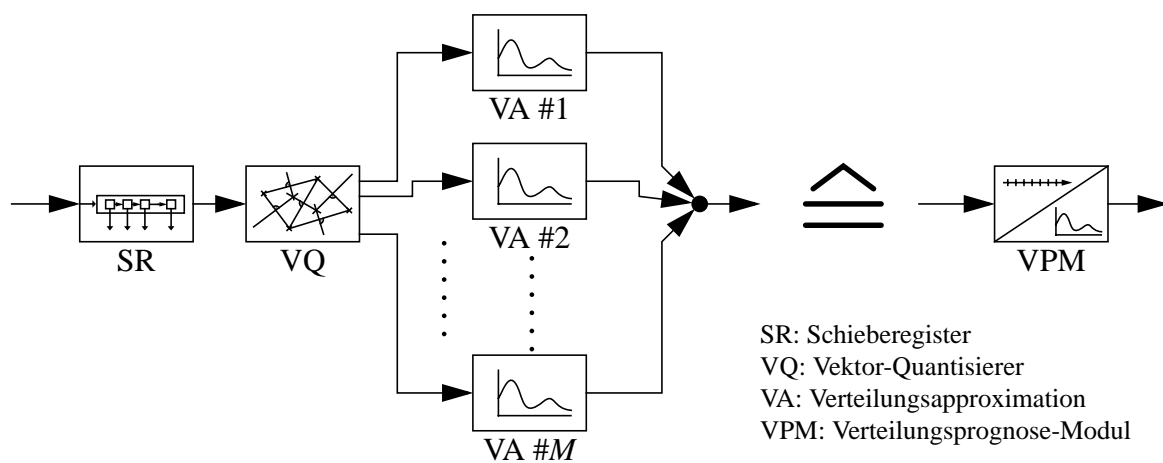 VA #1
SR
VQ
VA #2
VPM
VA #M
SR: Schieberegister
VQ: Vektor-Quantisierer
VA: Verteilungsapproximation
VPM: Verteilungsprognose-Modul